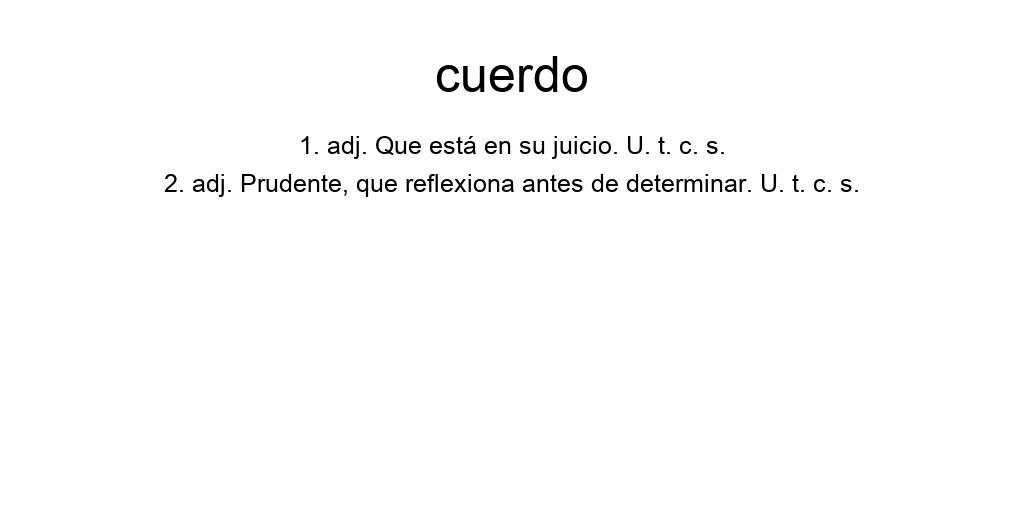 cuerdo
1. adj. Que está en su juicio. U. t. c. s.
2. adj. Prudente, que reflexiona antes de determinar. U. t. c. s.